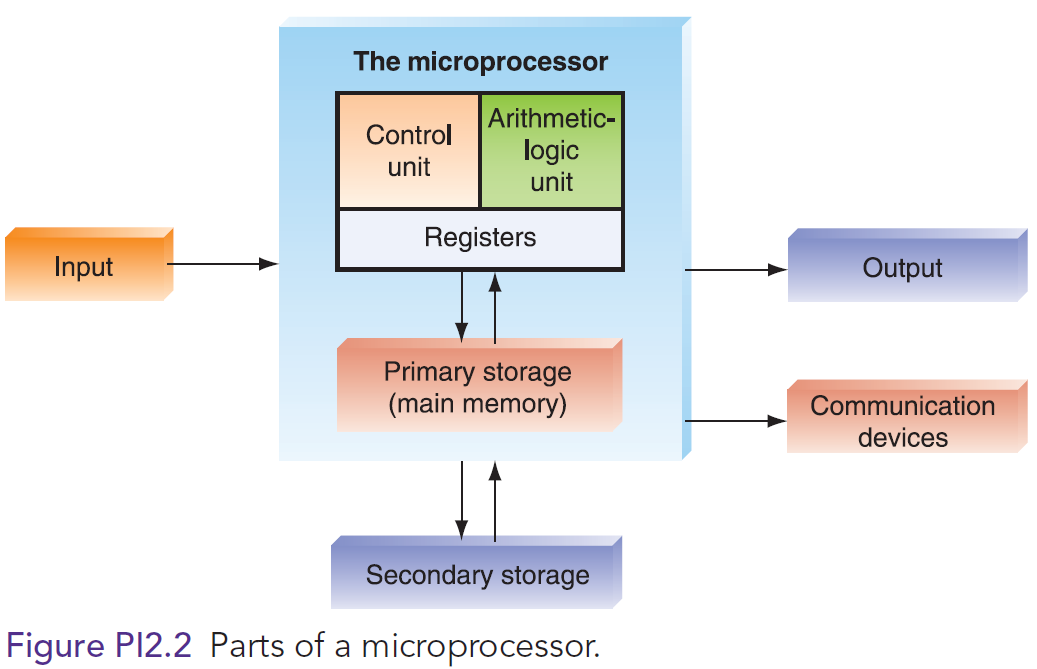 The microprocessor
Control
unit
Arithmetic-
logic
unit
Registers
Input
Output
Primary storage
(main memory)
Communication
devices
Secondary storage
Figure PI2.2 Parts of a microprocessor.